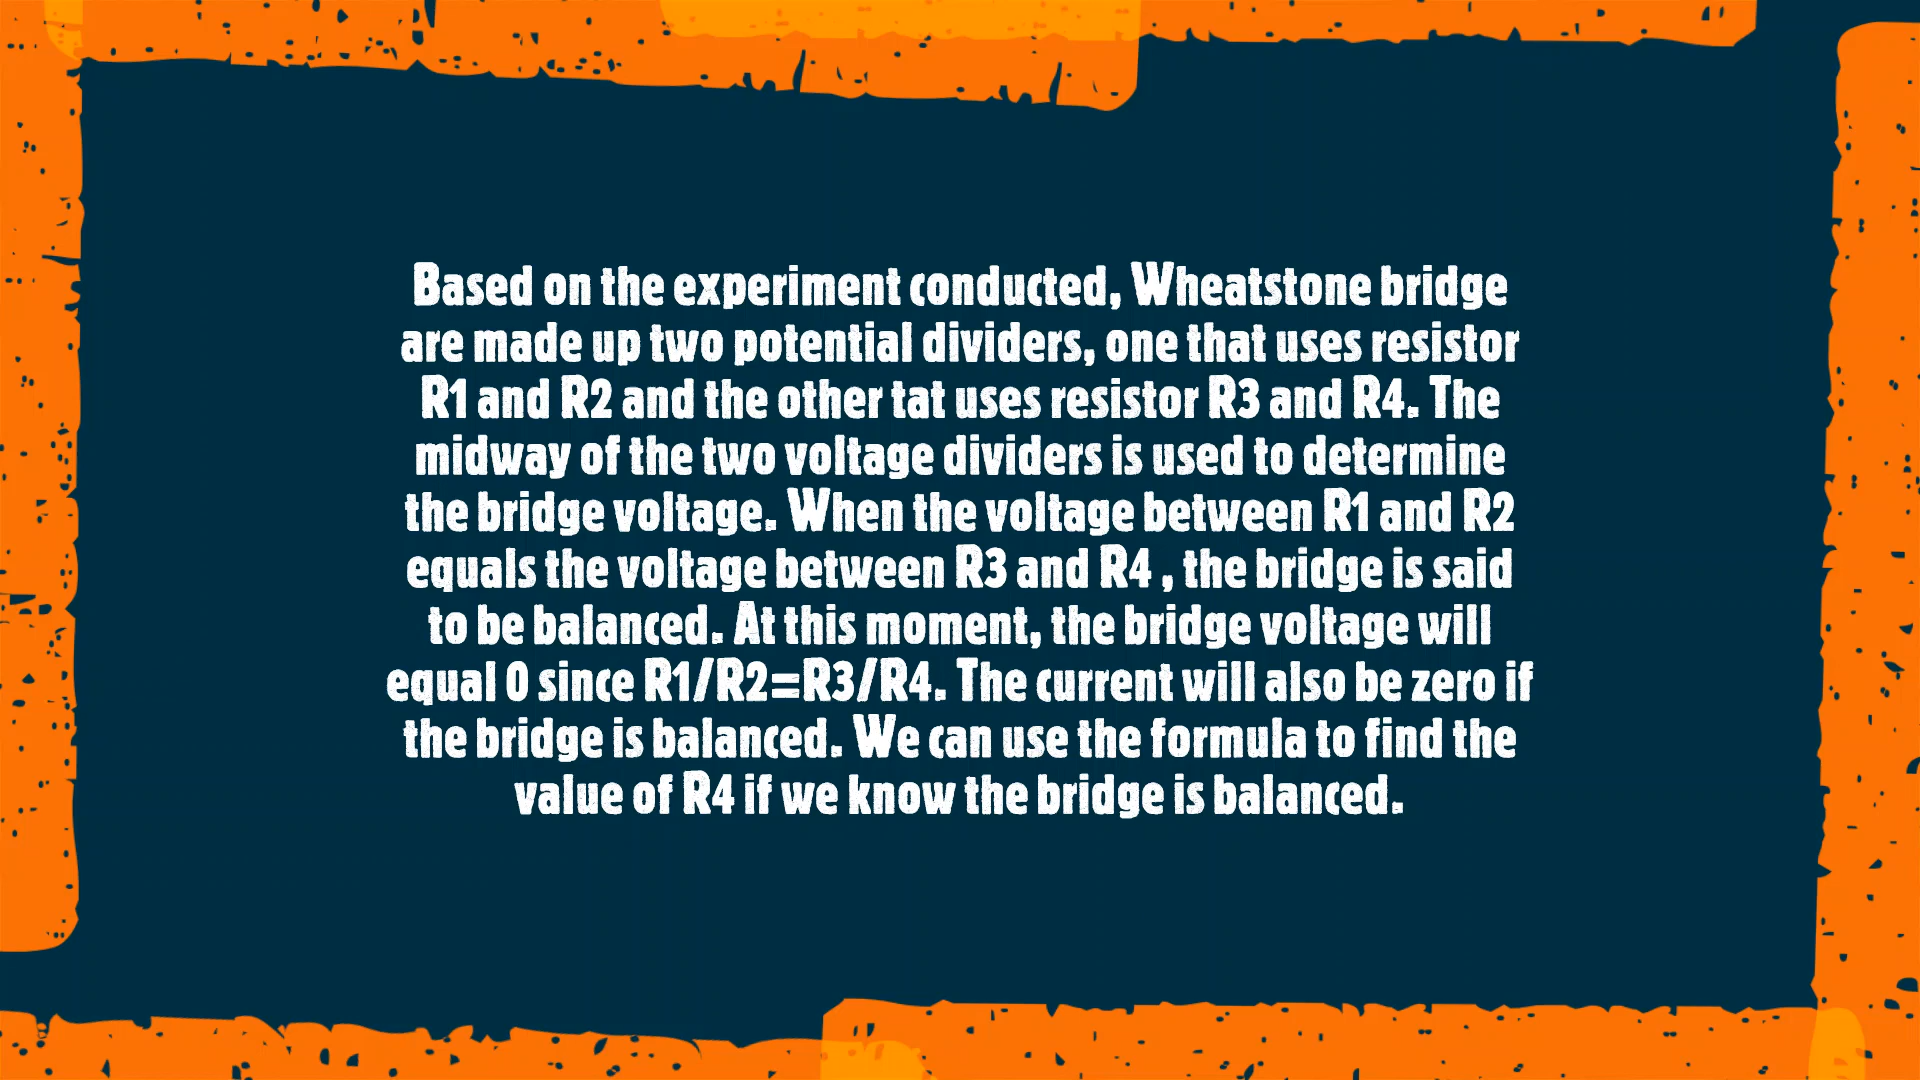 Based on the experiment conducted, Wheatstone bridge
are made up two potential dividers, one that uses resistor
R1 and R2 and the other tat uses resistor R3 and R4. The
midway of the two voltage dividers is used to determine
the bridge voltage. When the voltage between R1 and R2
equals the voltage between R3 and R4 , the bridge is said
to be balanced. At this moment, the bridge voltage will
equal 0 since R1/R2=R3/R4. The current will also be zero if
the bridge is balanced. We can use the formula to find the
value of R4 if we know the bridge is balanced.